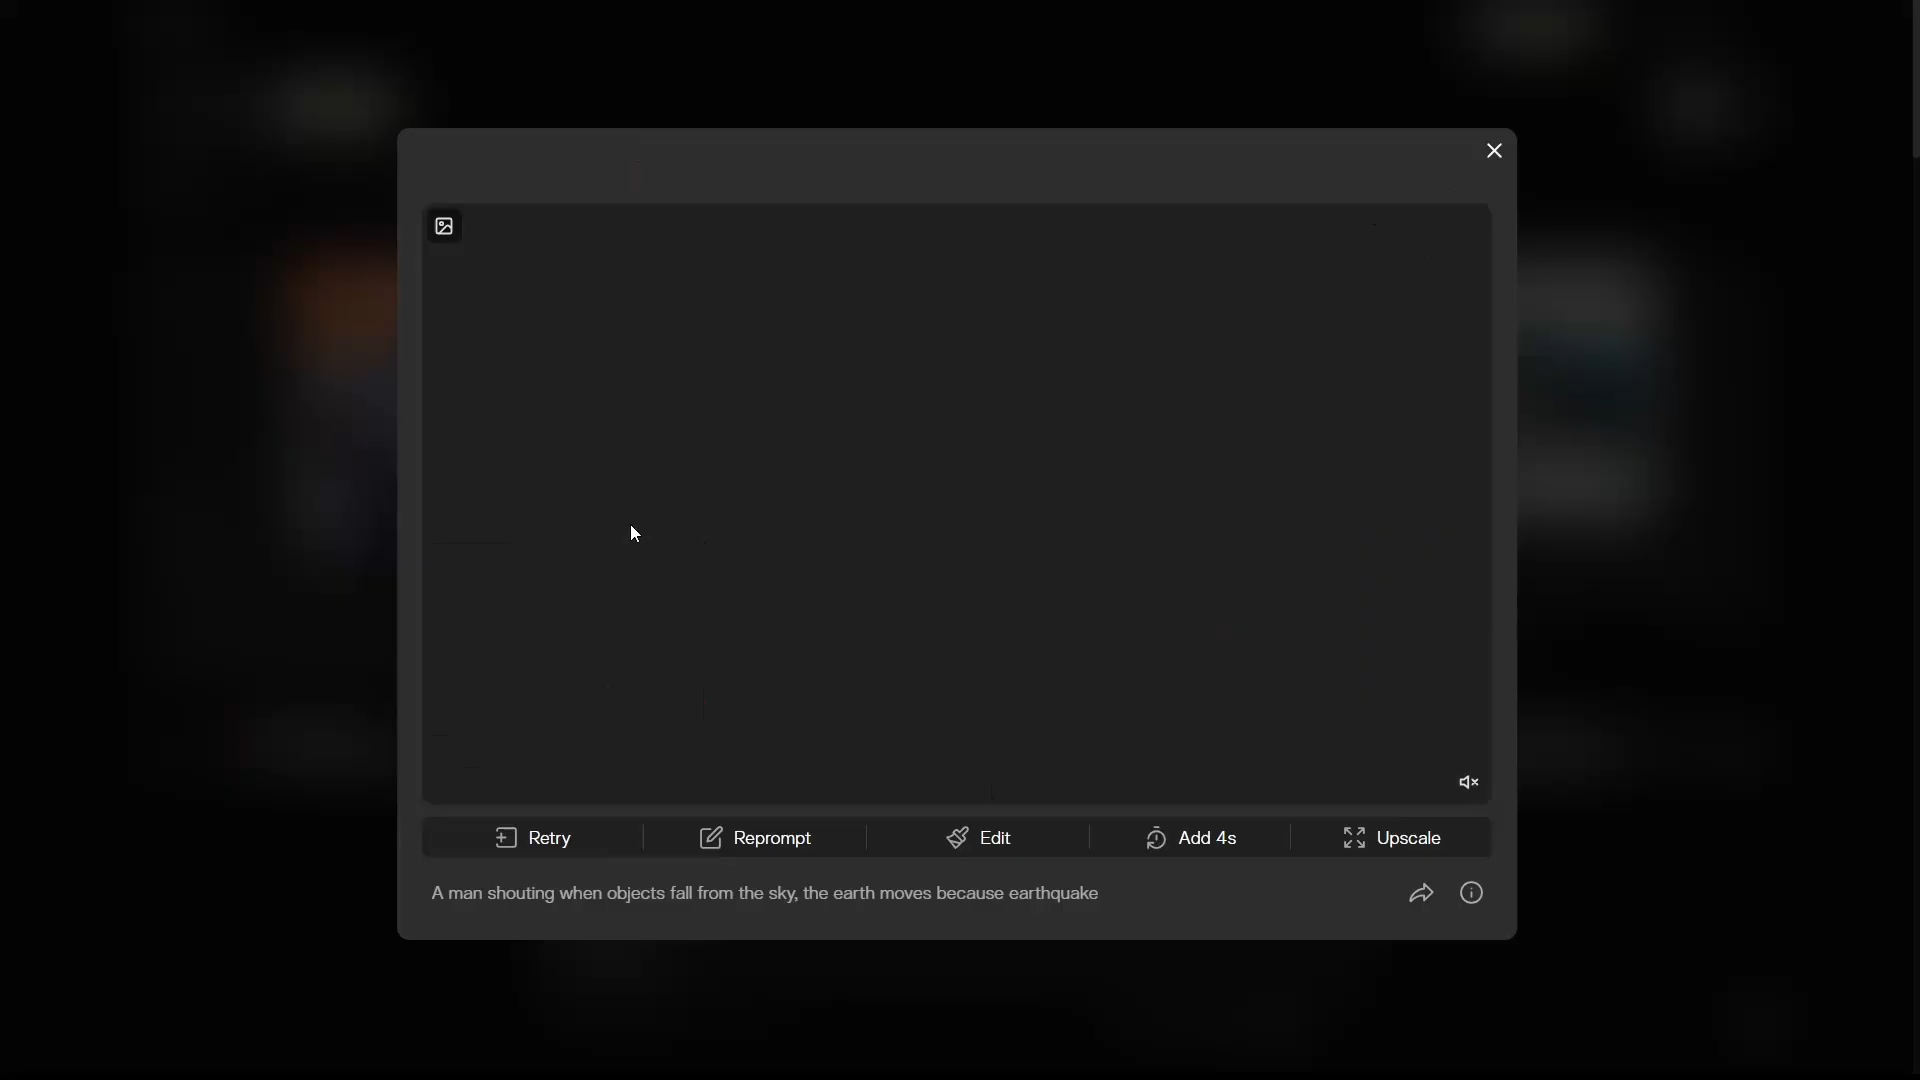 Retry
Reprompt
Edit
Add 4s
Upscale
A man shouting when objects fall from the sky, the earth moves because earthquake